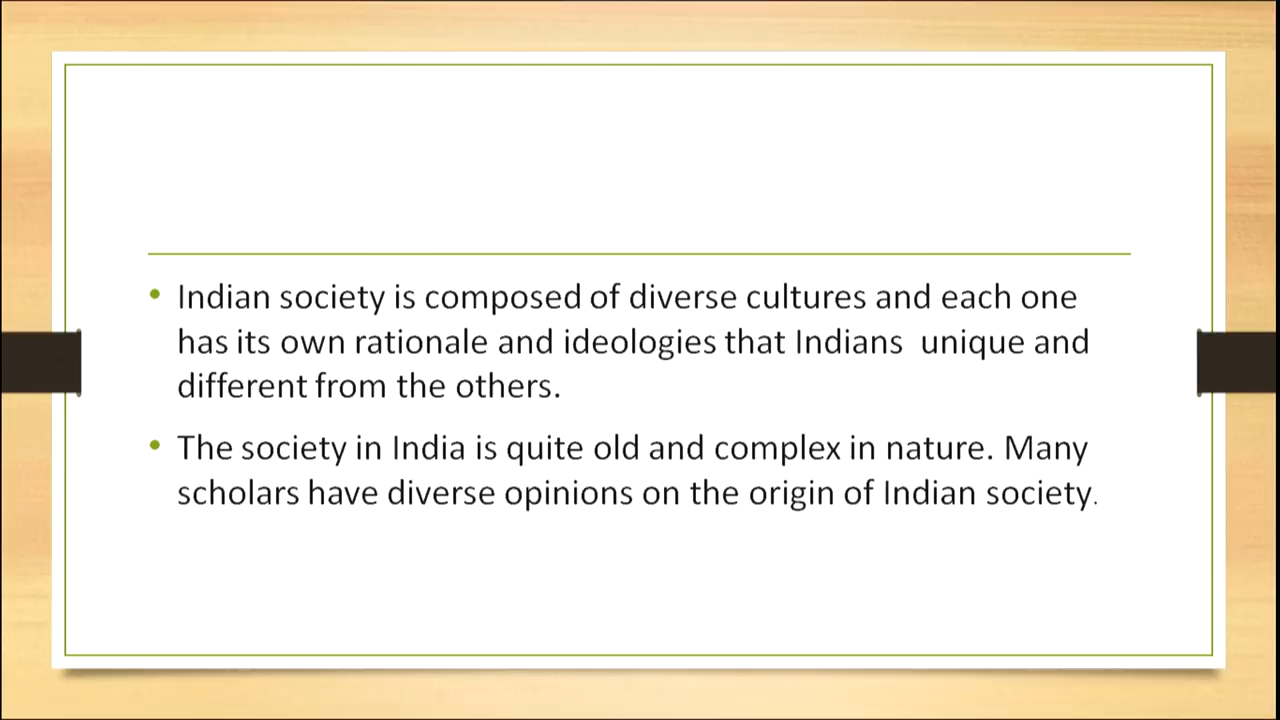 • Indian society is composed of diverse cultures and each one
has its own rationale and ideologies that Indians  unique and
different from the others.
• The society in India is quite old and complex in nature. Many
scholars have diverse opinions on the origin of Indian society.